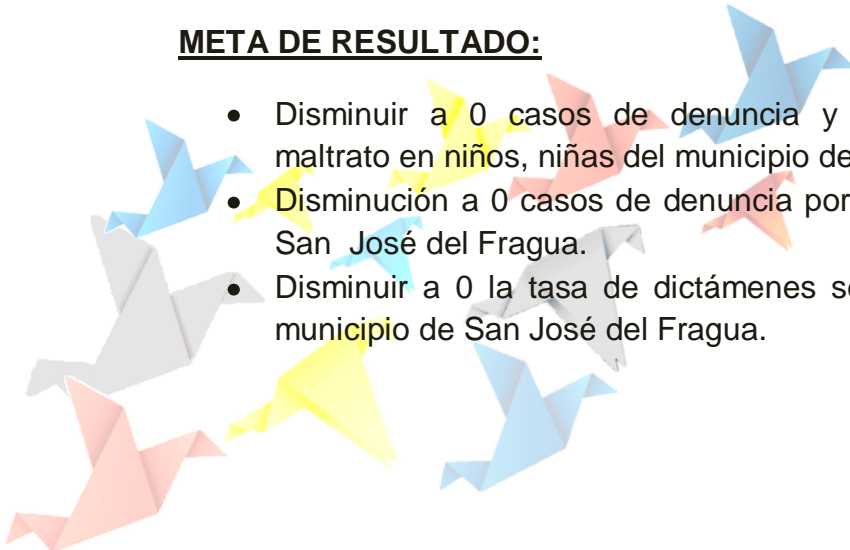 META DE RESULTADO:
• Disminuir a 0 casos de denuncia y
maltrato en niños, niñas del municipio de
• Disminución a 0 casos de denuncia por
San José del Fragua.
• Disminuir a 0 la tasa de dictámenes
municipio de San José del Fragua.